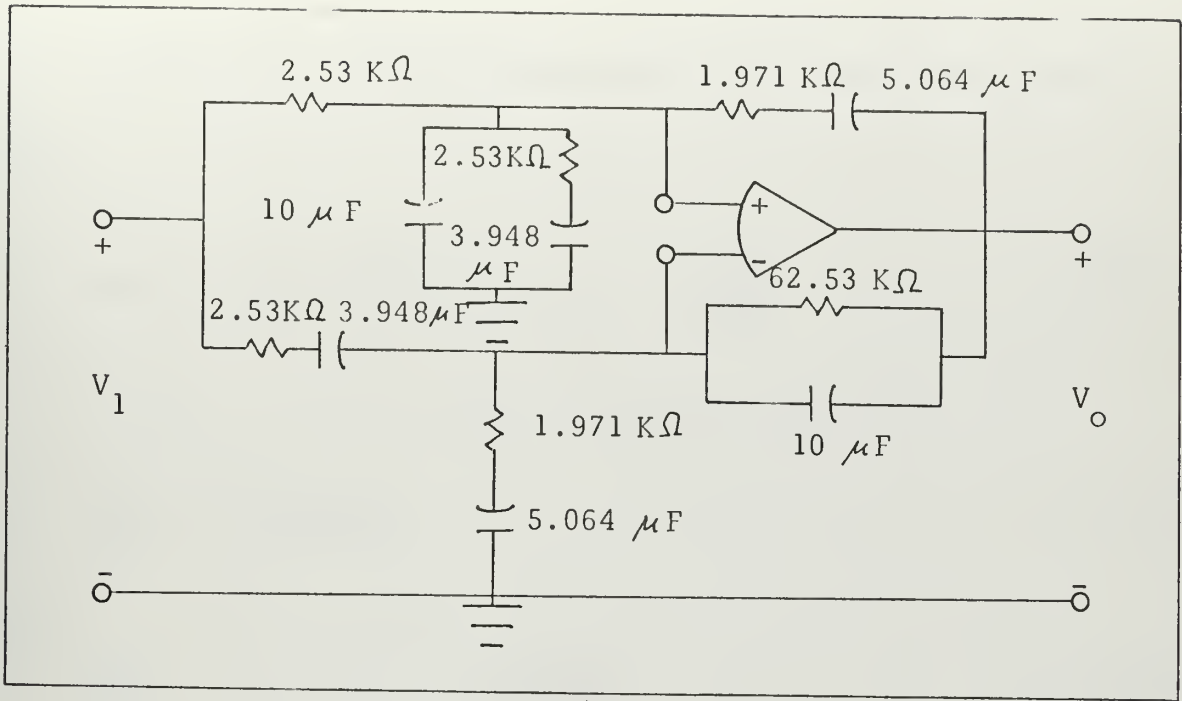 2.53 KΩ
1.971 KΩ
5.064 μF
2.53KΩ
10 μF
3.948
μF
+
-
+
+
62.53 KΩ
2.53KΩ
3.948μF
V1
Vo
1.971 KΩ
10 μF
5.064 μF
-
-